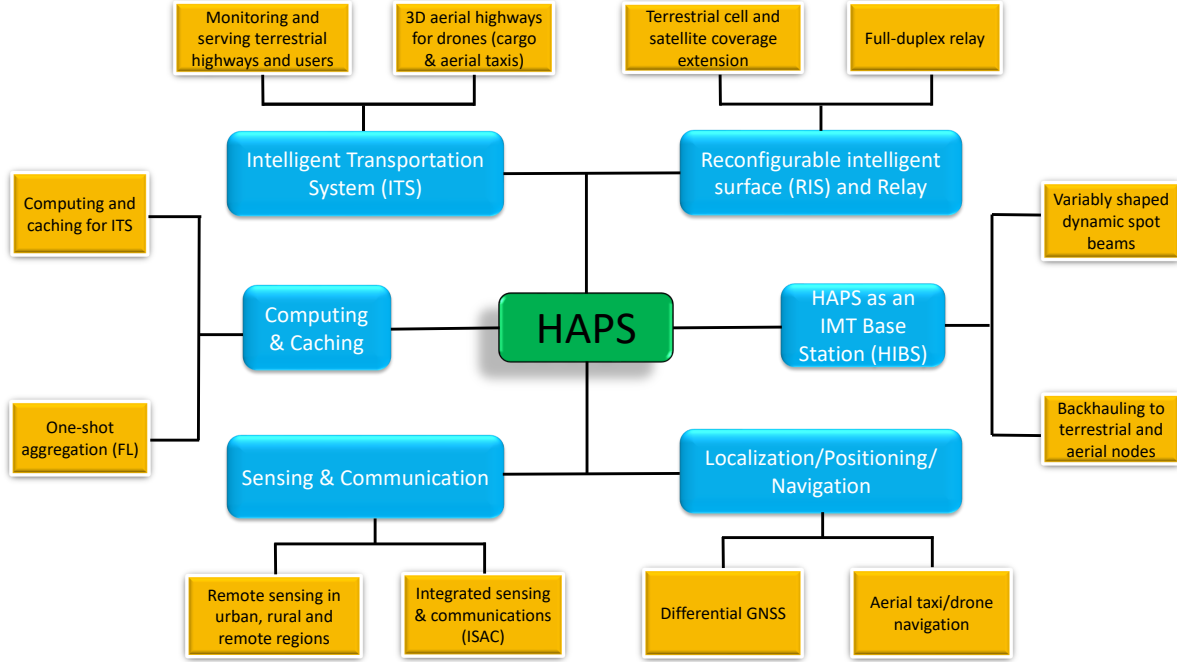 Monitoring and
serving terrestrial
highways and users
3D aerial highways
for drones (cargo
& aerial taxis)
Terrestrial cell and
satellite coverage
extension
Full-duplex relay
Intelligent Transportation
System (ITS)
Reconfigurable intelligent
surface (RIS) and Relay
Computing and
caching for ITS
Variably shaped
dynamic spot
beams
Computing
& Caching
HAPS
HAPS as an
IMT Base
Station (HIBS)
One-shot
aggregation (FL)
Backhauling to
terrestrial and
aerial nodes
Sensing & Communication
Localization/Positioning/
Navigation
Remote sensing in
urban, rural and
remote regions
Integrated sensing
& communications
(ISAC)
Differential GNSS
Aerial taxi/drone
navigation